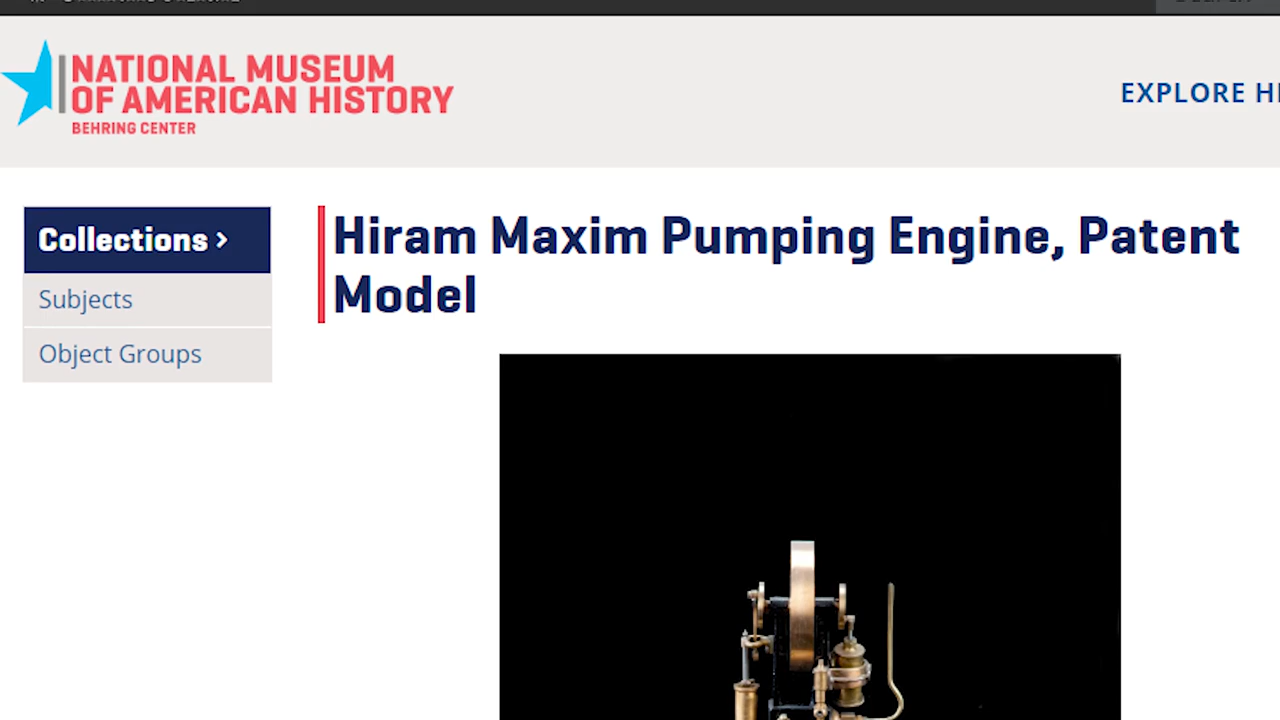 NATIONAL MUSEUM
OF AMERICAN HISTORY
BEHRING CENTER
EXPLORE
Collections >
Subjects
Object Groups
Hiram Maxim Pumping Engine, Patent
Model